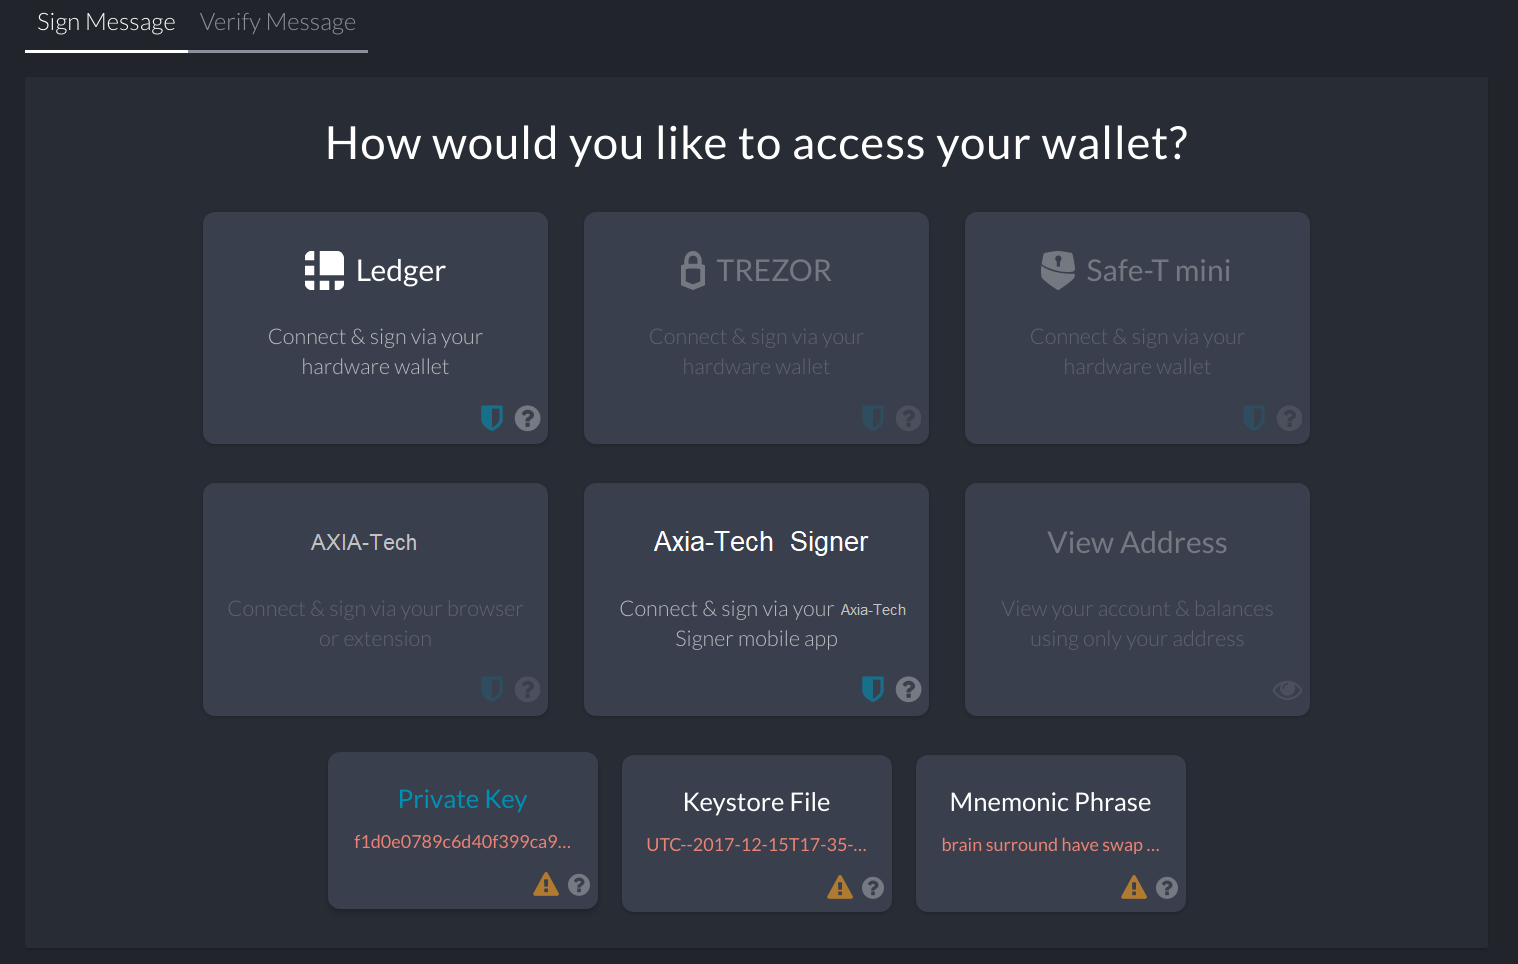 Sign Message
Verify Message
How would you like to access your wallet?
Ledger
Connect & sign via your
hardware wallet
TREZOR
Connect & sign via your
hardware wallet
Safe-T mini
Connect & sign via your
hardware wallet
AXIA-Tech
Connect & sign via your browser
or extension
Axia-Tech Signer
Connect & sign via your Axia-Tech
Signer mobile app
View Address
View your account & balances
using only your address
Private Key
f1d0e0789c6d40f399ca9...
Keystore File
UTC--2017-12-15T17-35-...
Mnemonic Phrase
brain surround have swap ...